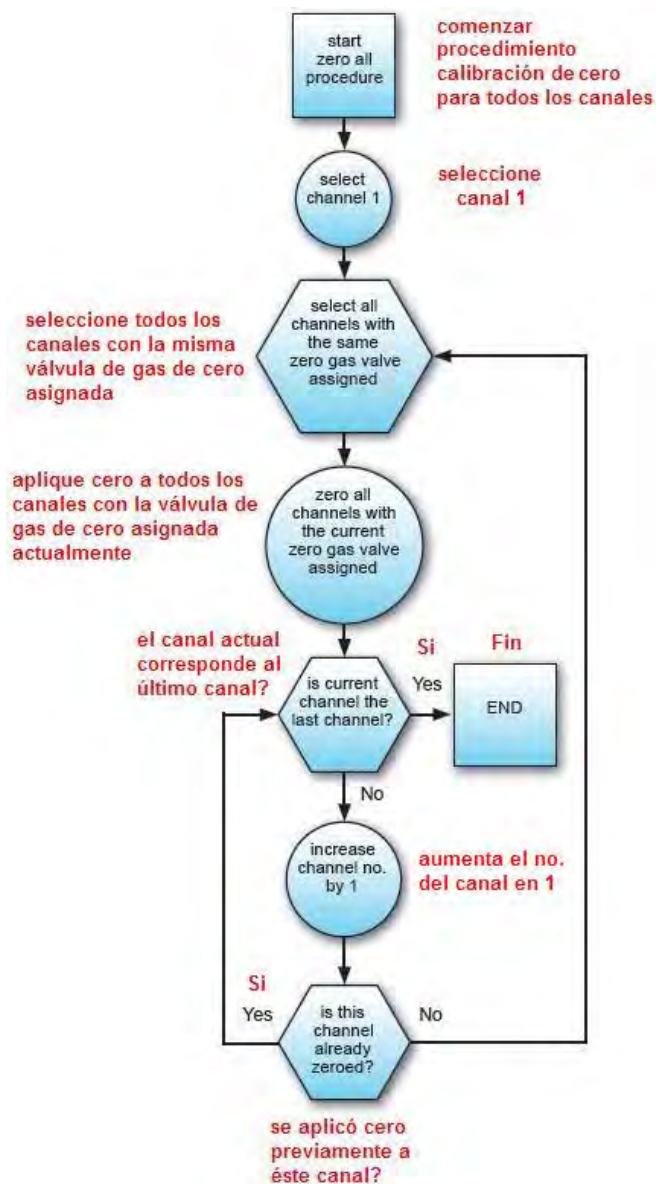 start
zero all
procedure
comenzar
procedimiento
calibración de cero
para todos los canales
select
channel 1
seleccione
canal 1
seleccione todos los
canales con la misma
válvula de gas de cero
asignada
select all
channels with
the same
zero gas valve
assigned
aplique cero a todos los
canales con la válvula de
gas de cero asignada
actualmente
zero all
channels with
the current
zero gas valve
assigned
el canal actual
corresponde al
último canal?
is current
channel the
last channel?
Si
Yes
Fin
END
No
increase
channel no.
by 1
aumenta el no.
del canal en 1
Si
Yes
is this
channel
already
zeroed?
No
se aplicó cero
previamente a
éste canal?